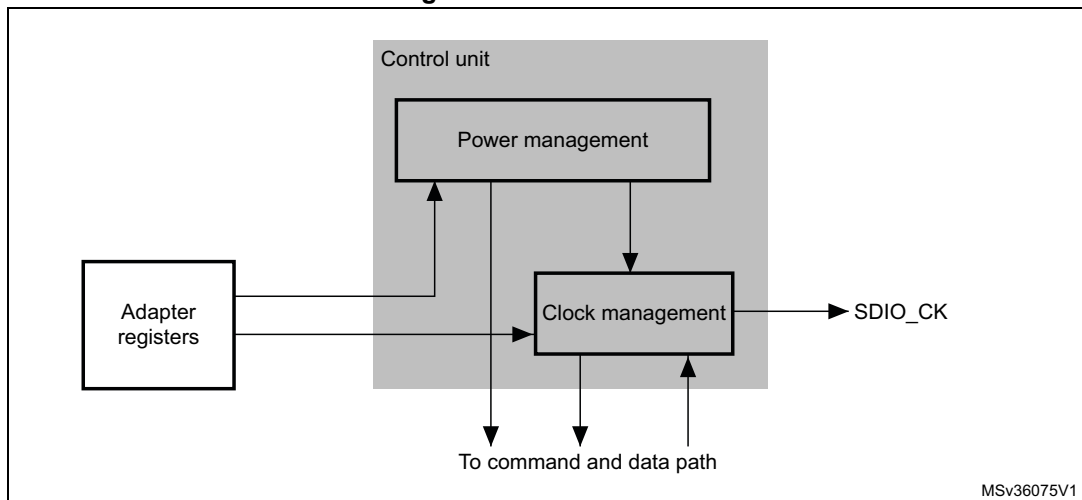 Control unit
Power management
Adapter
registers
Clock management
SDIO_CK
To command and data path
MSv36075V1